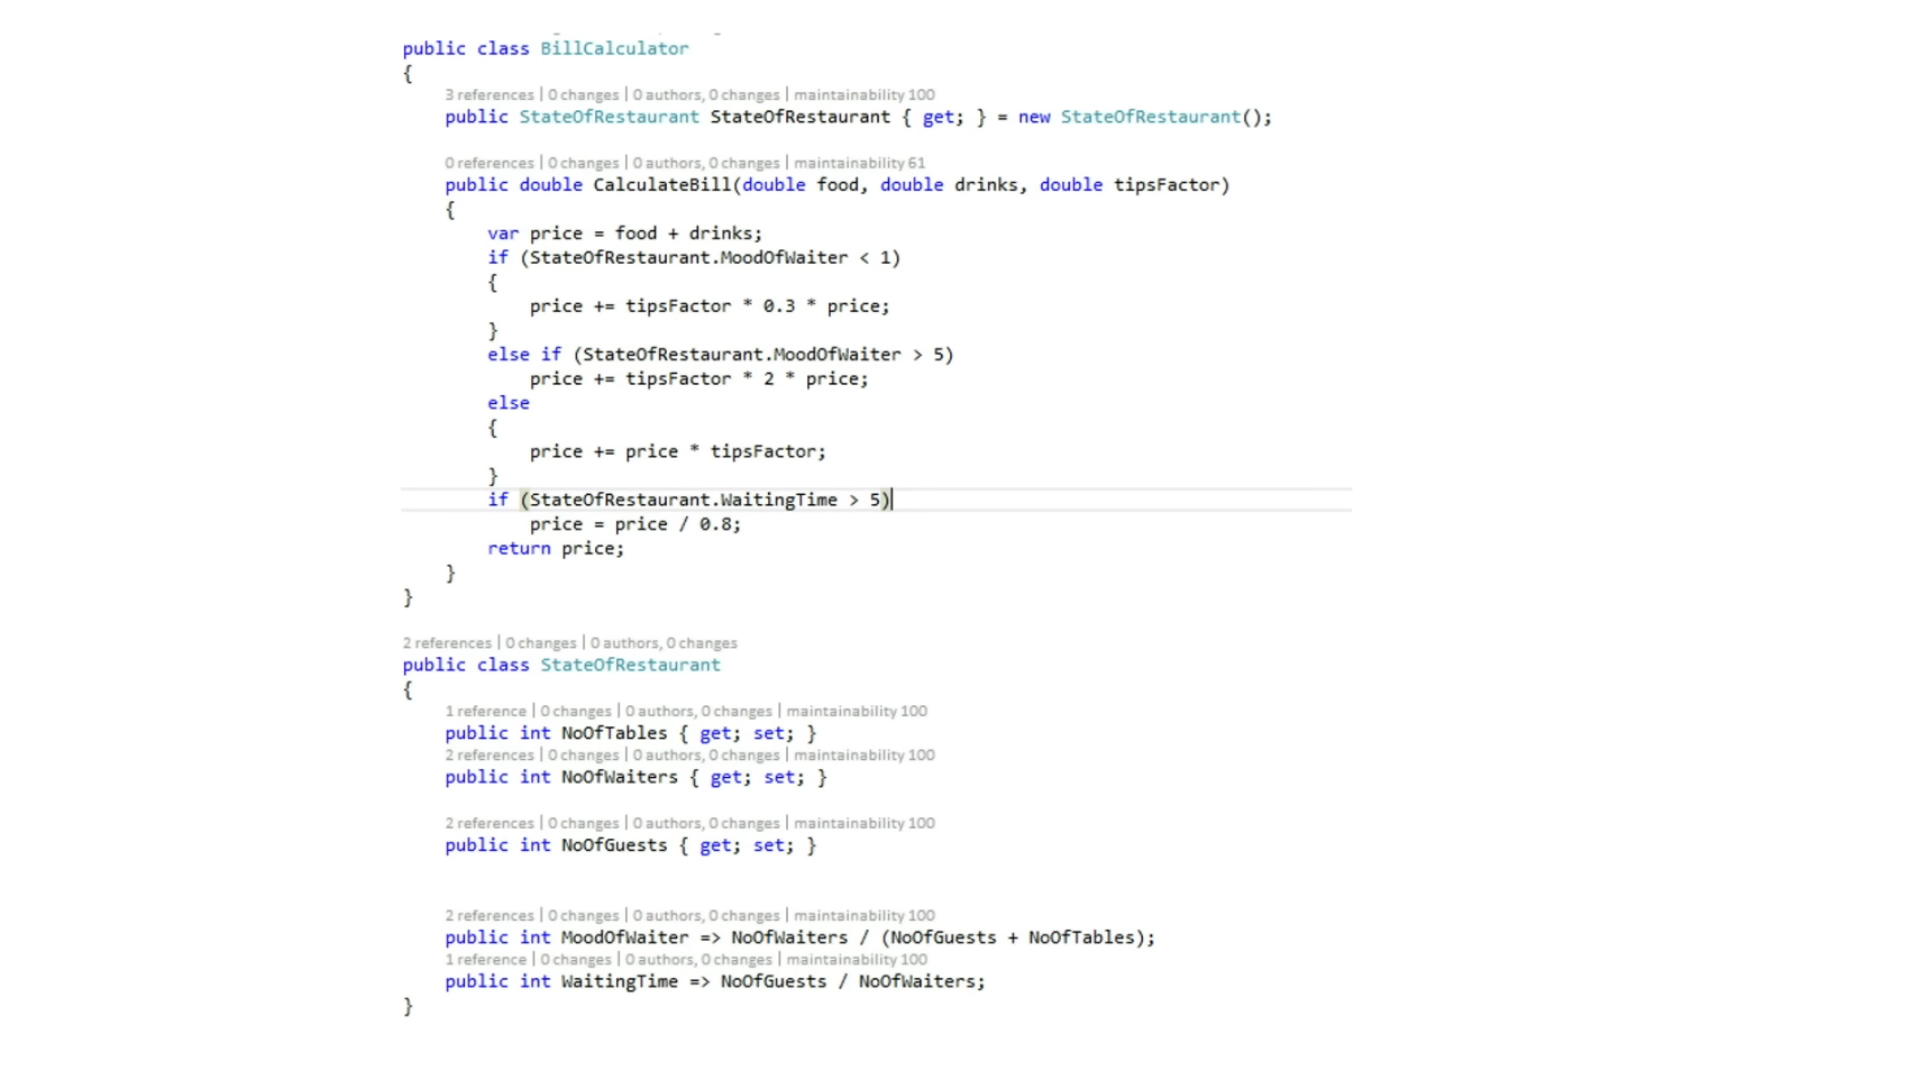 public class BillCalculator
{
3 references | 0 changes | 0 authors, 0 changes | maintainability 100
public StateOfRestaurant StateOfRestaurant { get; } = new StateOfRestaurant();
0 references | 0 changes | 0 authors, 0 changes | maintainability 61
public double CalculateBill(double food, double drinks, double tipsFactor)
{
var price = food + drinks;
if (StateOfRestaurant.MoodOfWaiter < 1)
{
price += tipsFactor * 0.3 * price;
}
else if (StateOfRestaurant.MoodOfWaiter > 5)
price += tipsFactor * 2 * price;
else
{
price += price * tipsFactor;
}
if (StateOfRestaurant.WaitingTime > 5)
price = price / 0.8;
return price;
}
}
2 references | 0 changes | 0 authors, 0 changes
public class StateOfRestaurant
{
1 reference | 0 changes | 0 authors, 0 changes | maintainability 100
public int NoOfTables { get; set; }
2 references | 0 changes | 0 authors, 0 changes | maintainability 100
public int NoOfWaiters { get; set; }
2 references | 0 changes | 0 authors, 0 changes | maintainability 100
public int NoOfGuests { get; set; }
2 references | 0 changes | 0 authors, 0 changes | maintainability 100
public int MoodOfWaiter => NoOfWaiters / (NoOfGuests + NoOfTables);
1 reference | 0 changes | 0 authors, 0 changes | maintainability 100
public int WaitingTime => NoOfGuests / NoOfWaiters;
}